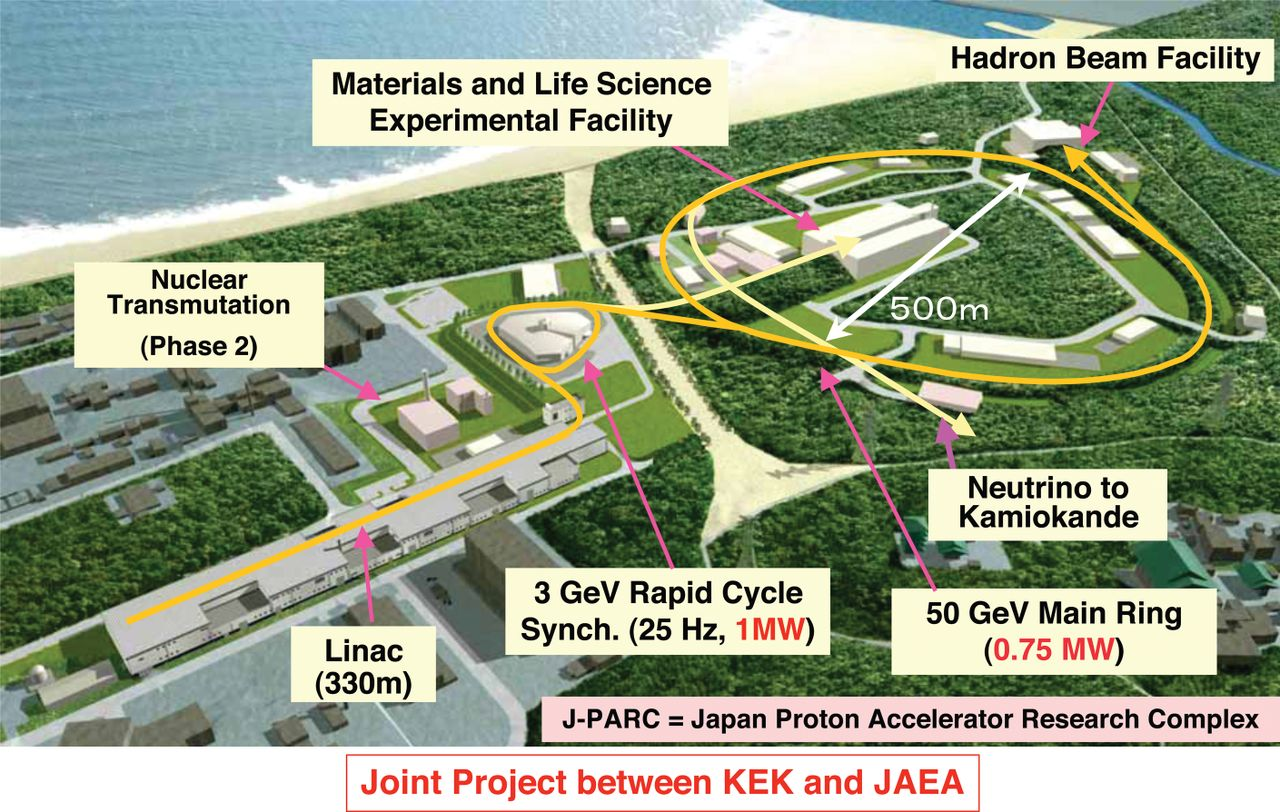 Hadron Beam Facility
Materials and Life Science
Experimental Facility
Nuclear
Transmutation
(Phase 2)
500m
Neutrino to
Kamiokande
3 GeV Rapid Cycle
Synch. (25 Hz, 1MW)
50 GeV Main Ring
(0.75 MW)
Linac
(330m)
J-PARC = Japan Proton Accelerator Research Complex
Joint Project between KEK and JAEA